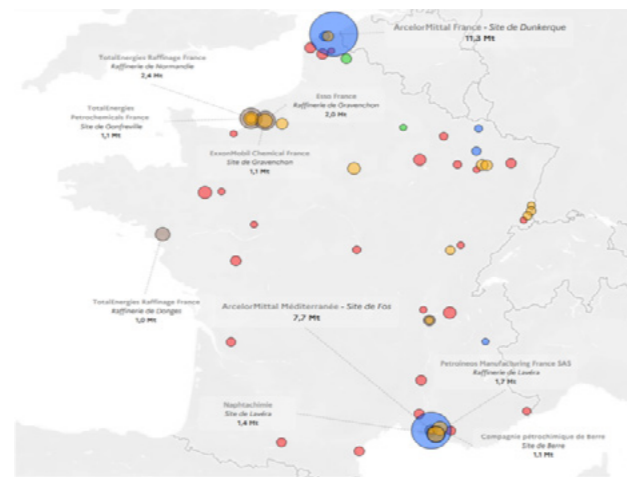 ArcelorMittal France - Site de Dunkerque
11,3 Mt
TotalEnergies Raffinage France
Raffinerie de Normandie
2,4 Mt
TotalEnergies
Petrochemicals France
Site de Gonfreville
1,1 Mt
Esso France
Raffinerie de Gravenchon
2,0 Mt
ExxonMobil Chemical France
Site de Gravenchon
1,1 Mt
TotalEnergies Raffinage France
Raffinerie de Donges
1,0 Mt
ArcelorMittal Méditerranée - Site de Fos
7,7 Mt
Petroineos Manufacturing France SAS
Raffinerie de Lavéra
1,7 Mt
Naphtachimie
Site de Lavéra
1,4 Mt
Compagnie pétrochimique de Berre
Site de Berre
1,1 Mt